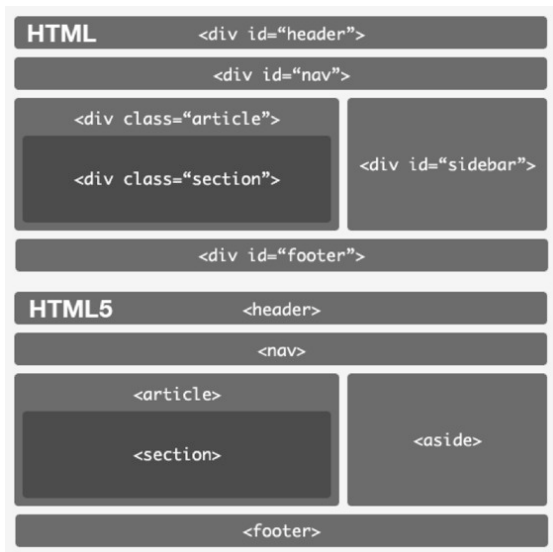 HTML <div id=“header”>
<div id=“nav”>
<div class=“article”>
<div class=“section”>
<div id=“sidebar”>
<div id=“footer”>
HTML5 <header>
<nav>
<article>
<section>
<aside>
<footer>